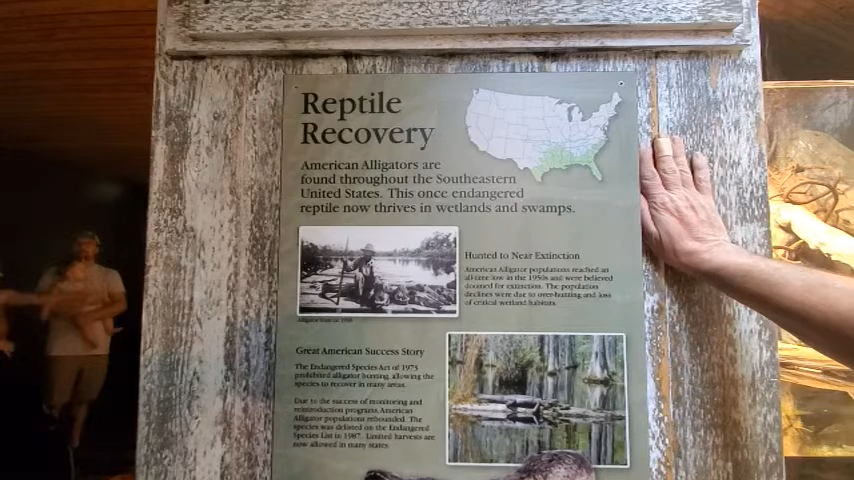 Reptile
Recovery
American Alligators are
found throughout the Southeastern
United States. This once endangered
reptile now thrives in wetlands and swamps.
Hunted to Near Extinction
American Alligator populations reached an
all-time low in the 1950s and were believed
doomed for extinction. The population
declines were due to over-hunting and loss
of critical wetland habitats.
Great American Success Story
The Endangered Species Act of 1973
prohibited alligator hunting, allowing the
species to recover in many areas.
Due to the success of monitoring and
reintroduction programs, American
Alligator populations rebounded. The
species was delisted on the Endangered
Species List in 1987. Limited harvests are
now allowed in many states.